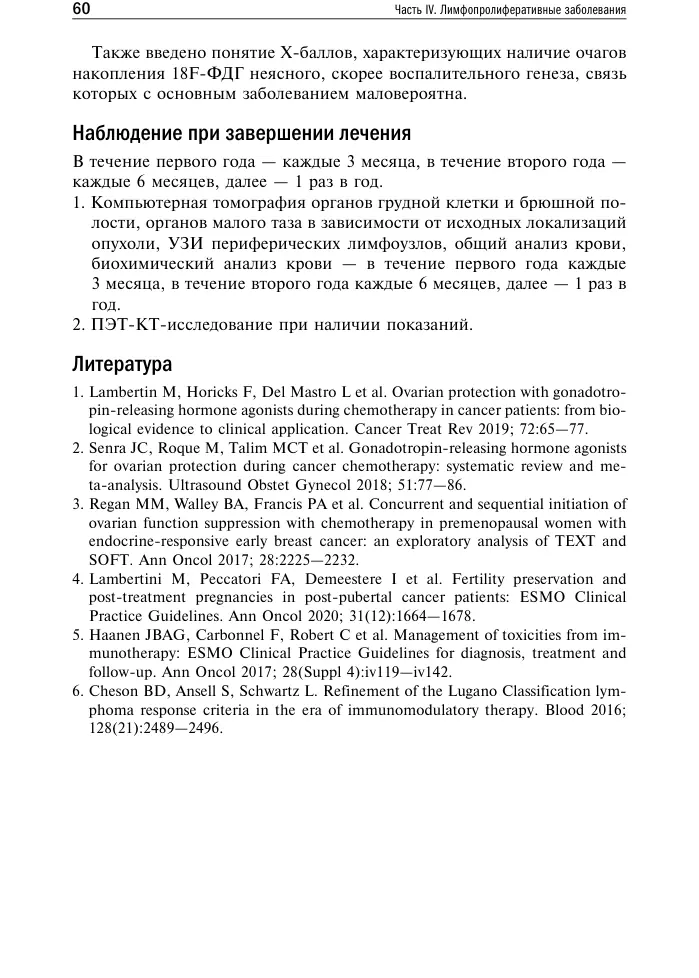 60
Часть IV. Лимфопролиферативные заболевания
Также введено понятие X-баллов, характеризующих наличие очагов
накопления 18F-ФДГ неясного, скорее воспалительного генеза, связь
которых с основным заболеванием маловероятна.
Наблюдение при завершении лечения
В течение первого года — каждые 3 месяца, в течение второго года —
каждые 6 месяцев, далее — 1 раз в год.
1. Компьютерная томография органов грудной клетки и брюшной по-
лости, органов малого таза в зависимости от исходных локализаций
опухоли, УЗИ периферических лимфоузлов, общий анализ крови,
биохимический анализ крови — в течение первого года каждые
3 месяца, в течение второго года каждые 6 месяцев, далее — 1 раз в
год.
2. ПЭТ-КТ-исследование при наличии показаний.
Литература
1. Lambertin M, Horicks F, Del Mastro L et al. Ovarian protection with gonadotro-
pin-releasing hormone agonists during chemotherapy in cancer patients: from bio-
logical evidence to clinical application. Cancer Treat Rev 2019; 72:65—77.
2. Senra JC, Roque M, Talim MCT et al. Gonadotropin-releasing hormone agonists
for ovarian protection during cancer chemotherapy: systematic review and me-
ta-analysis. Ultrasound Obstet Gynecol 2018; 51:77—86.
3. Regan MM, Walley BA, Francis PA et al. Concurrent and sequential initiation of
ovarian function suppression with chemotherapy in premenopausal women with
endocrine-responsive early breast cancer: an exploratory analysis of TEXT and
SOFT. Ann Oncol 2017; 28:2225—2232.
4. Lambertini M, Peccatori FA, Demeestere I et al. Fertility preservation and
post-treatment pregnancies in post-pubertal cancer patients: ESMO Clinical
Practice Guidelines. Ann Oncol 2020; 31(12):1664—1678.
5. Haanen JBAG, Carbonnel F, Robert C et al. Management of toxicities from im-
munotherapy: ESMO Clinical Practice Guidelines for diagnosis, treatment and
follow-up. Ann Oncol 2017; 28(Suppl 4):iv119—iv142.
6. Cheson BD, Ansell S, Schwartz L. Refinement of the Lugano Classification lym-
phoma response criteria in the era of immunomodulatory therapy. Blood 2016;
128(21):2489—2496.